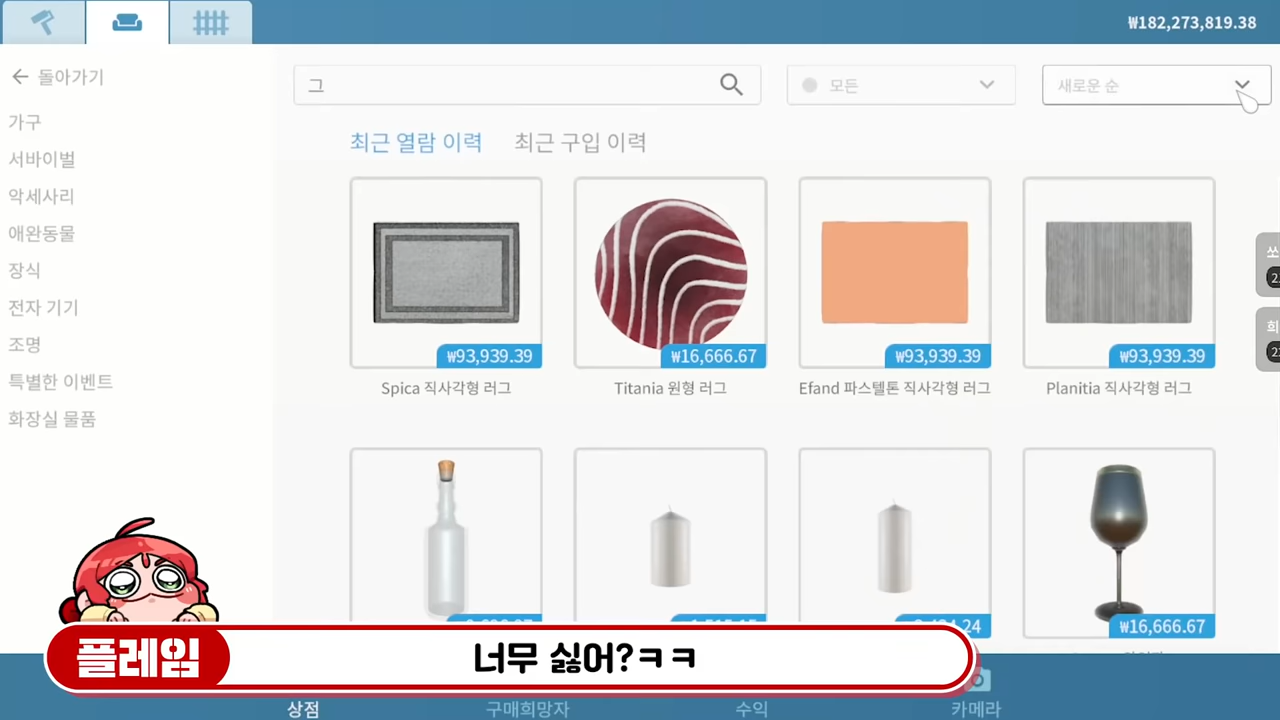 ₩182,273,819.38
← 돌아가기
그
모든
새로운 순
가구
서바이벌
악세사리
애완동물
장식
전자 기기
조명
특별한 이벤트
화장실 물품
최근 열람 이력
최근 구입 이력
₩93,939.39
₩16,666.67
₩93,939.39
₩93,939.39
Spica 직사각형 러그
Titania 원형 러그
Efand 파스텔톤 직사각형 러그
Planitia 직사각형 러그
쏘
희
₩16,666.67
플레임
너무 싫어?ㅋㅋ
상점
구매희망자
수익
카메라